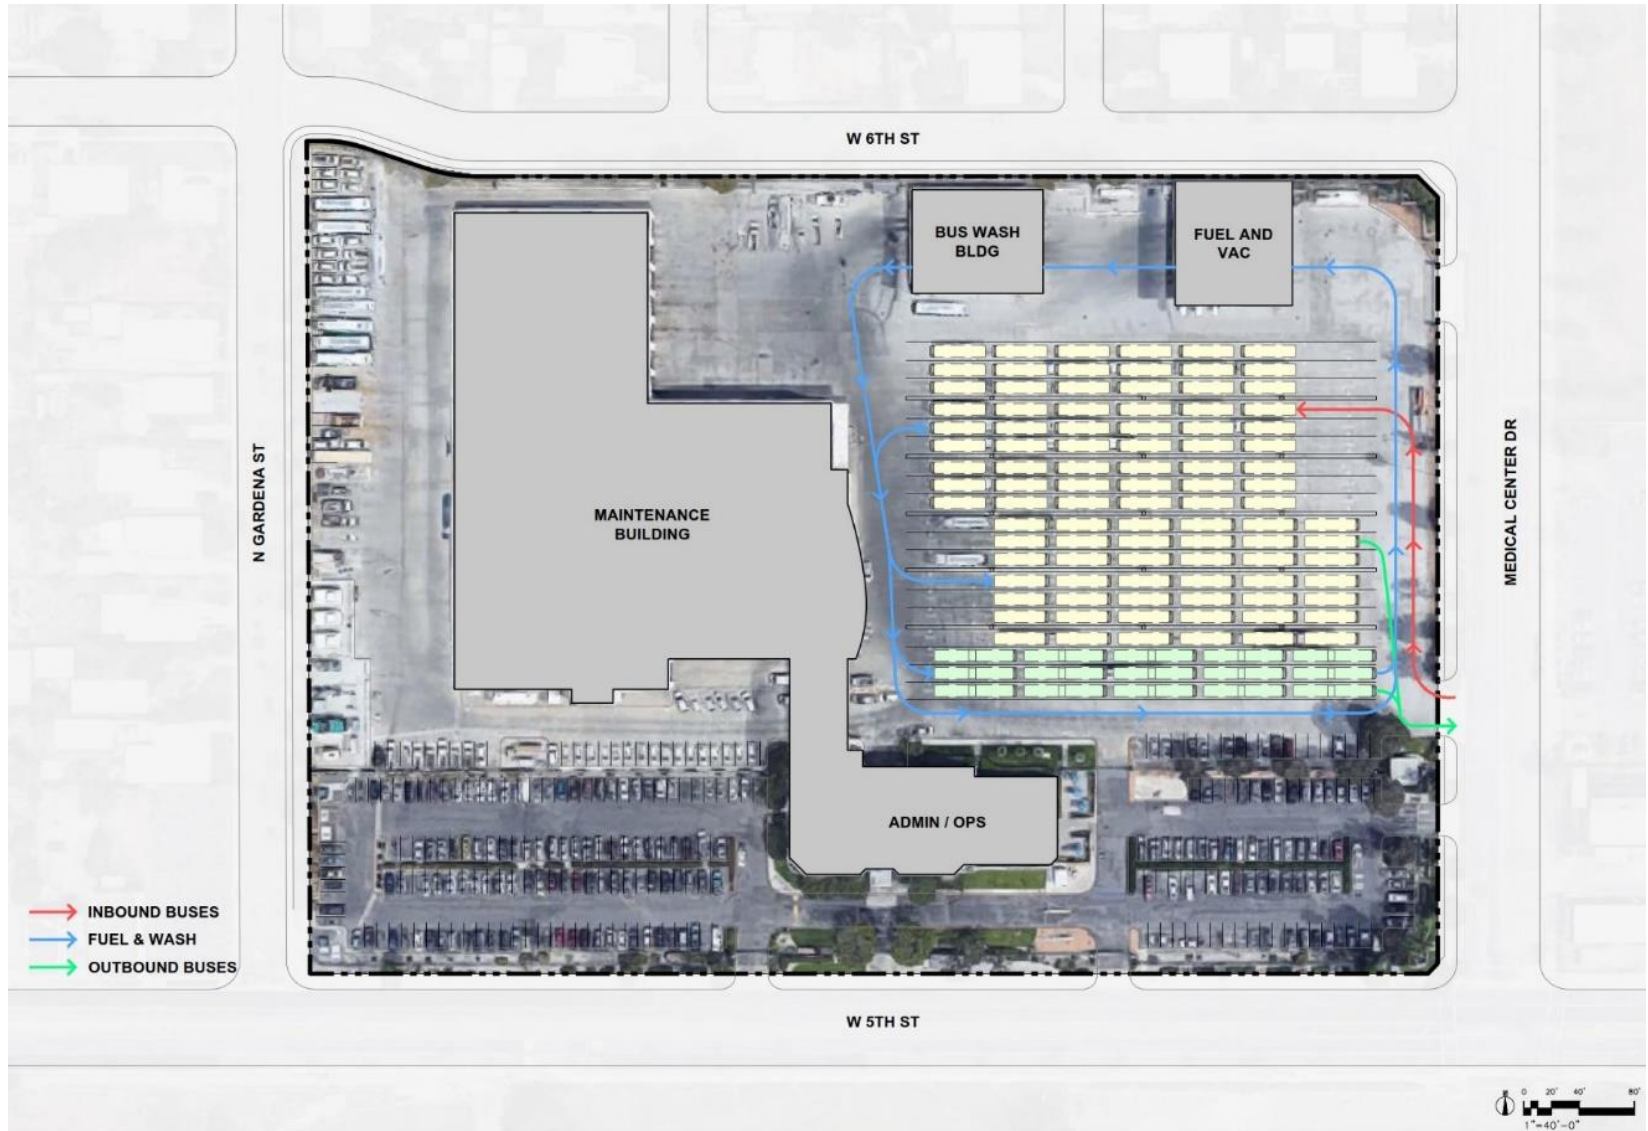 W 6TH ST
BUS WASH
BLDG
FUEL AND
VAC
N GARDENA ST
MAINTENANCE
BUILDING
MEDICAL CENTER DR
ADMIN / OPS
INBOUND BUSES
FUEL & WASH
OUTBOUND BUSES
W 5TH ST
0 20' 40' 80'
1"=40'-0"